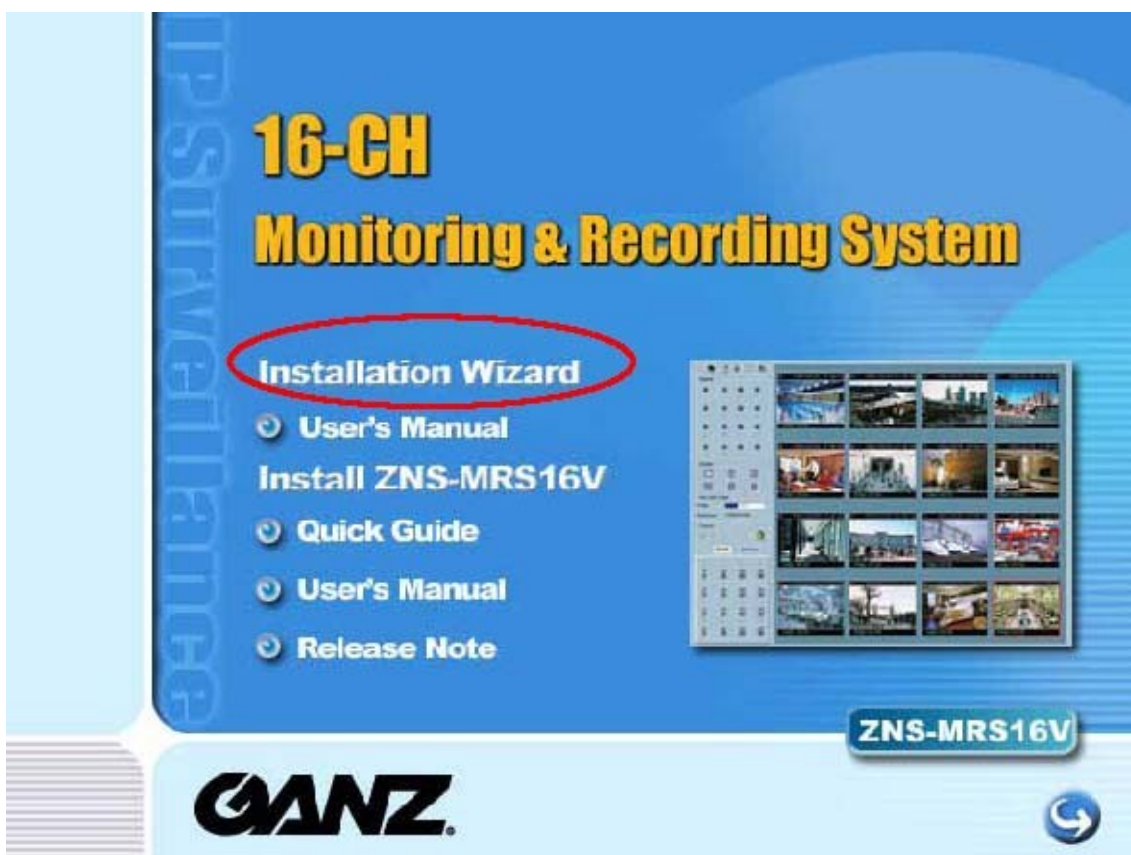 IP Surveillance
16-CH
Monitoring & Recording System
Installation Wizard
User's Manual
Install ZNS-MRS16V
Quick Guide
User's Manual
Release Note
ZNS-MRS16V
GANZ.